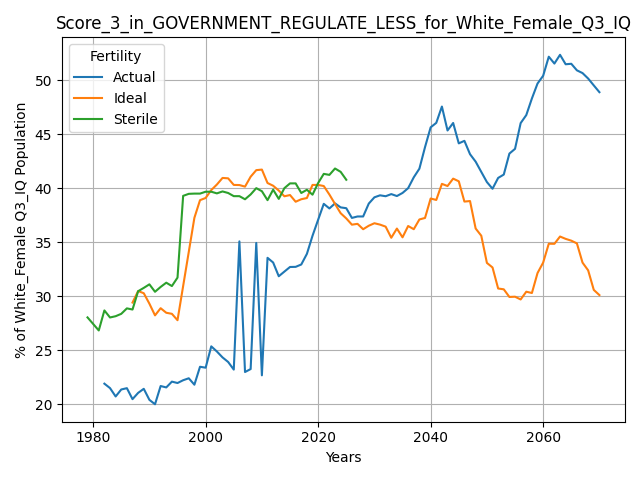 Score_3_in_GOVERNMENT_REGULATE_LESS_for_White_Female_Q3_IQ
Fertility
Actual
Ideal
Sterile
% of White_Female Q3_IQ Population
50
45
40
35
30
25
20
1980
2000
2020
2040
2060
Years